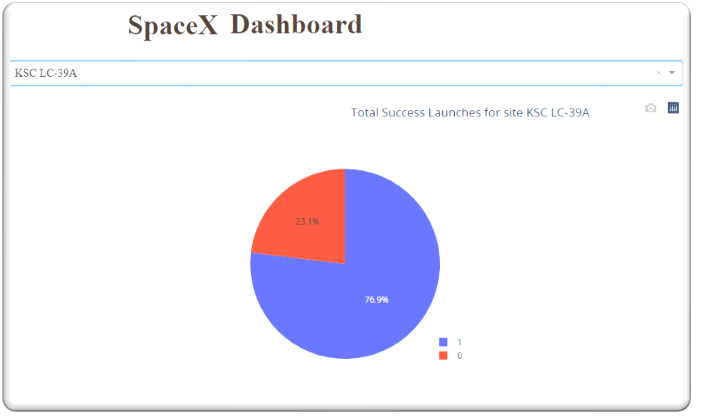 SpaceX Dashboard
KSC LC-39A
Total Success Launches for site KSC LC-39A
23.1%
76.9%
1
0